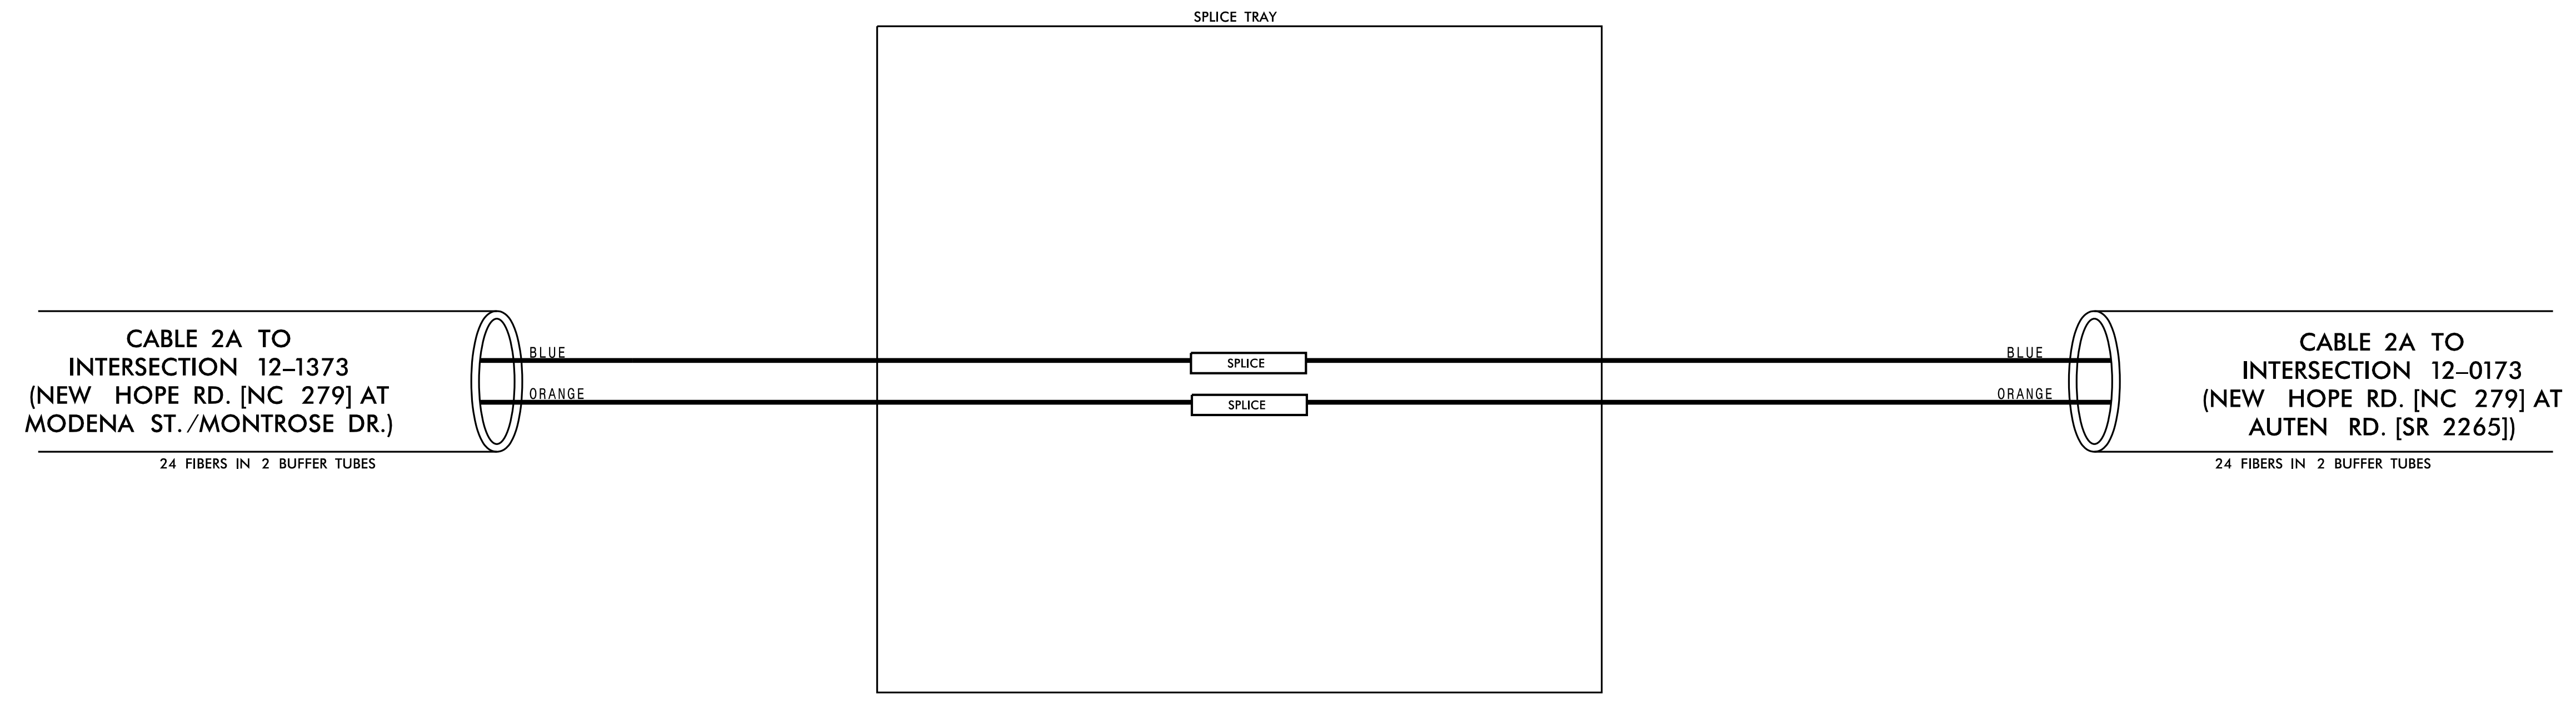 SPLICE TRAY
CABLE 2A TO
INTERSECTION 12-1373
(NEW HOPE RD. [NC 279] AT
MODENA ST./MONTROSE DR.)
24 FIBERS IN 2 BUFFER TUBES
BLUE
ORANGE
SPLICE
SPLICE
BLUE
ORANGE
CABLE 2A TO
INTERSECTION 12-0173
(NEW HOPE RD. [NC 279] AT
AUTEN RD. [SR 2265])
24 FIBERS IN 2 BUFFER TUBES